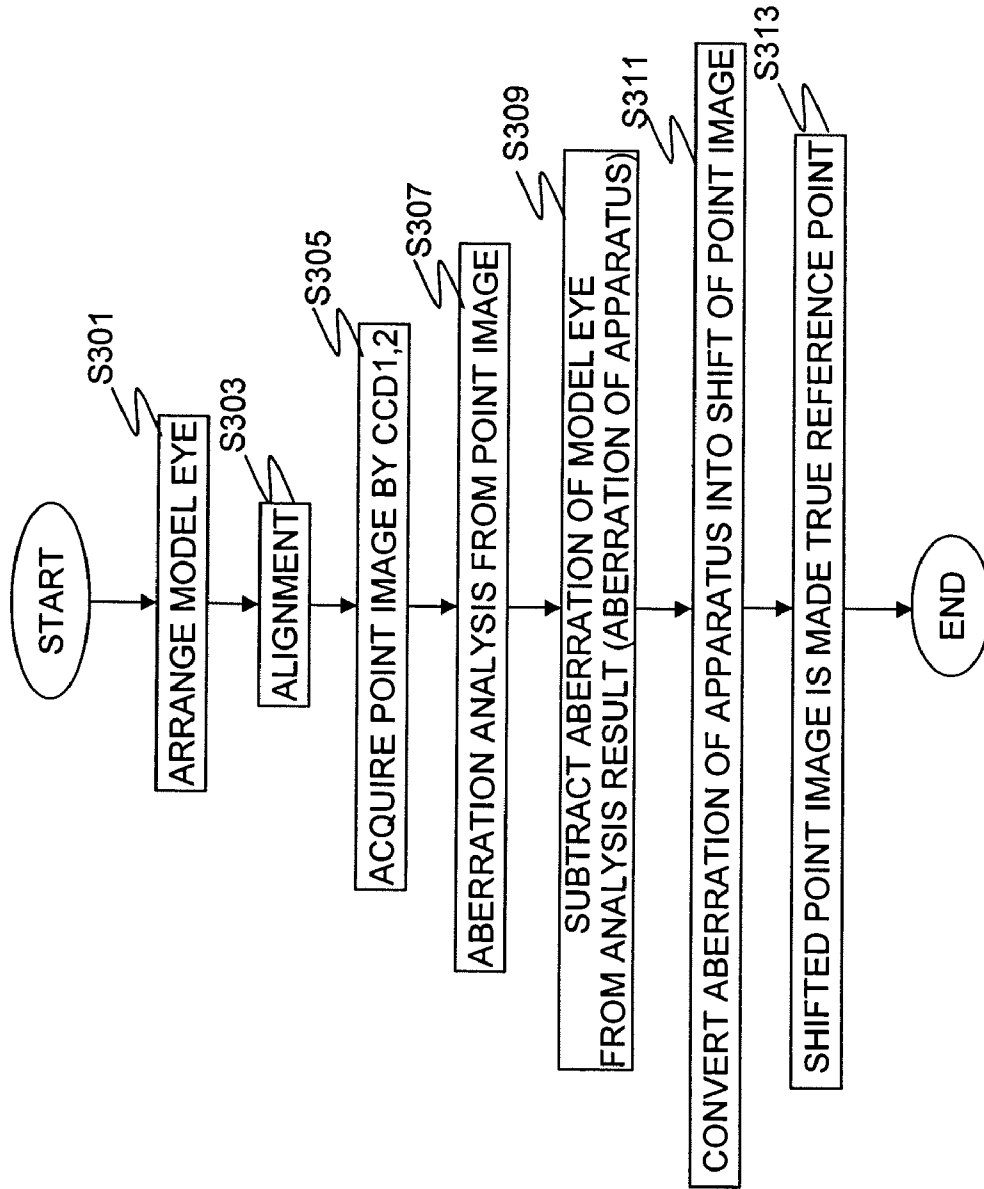 START
S301
ARRANGE MODEL EYE
S303
ALIGNMENT
S305
ACQUIRE POINT IMAGE BY CCD1,2
S307
ABERRATION ANALYSIS FROM POINT IMAGE
S309
SUBTRACT ABERRATION OF MODEL EYE
FROM ANALYSIS RESULT (ABERRATION OF APPARATUS)
S311
CONVERT ABERRATION OF APPARATUS INTO SHIFT OF POINT IMAGE
S313
SHIFTED POINT IMAGE IS MADE TRUE REFERENCE POINT
END